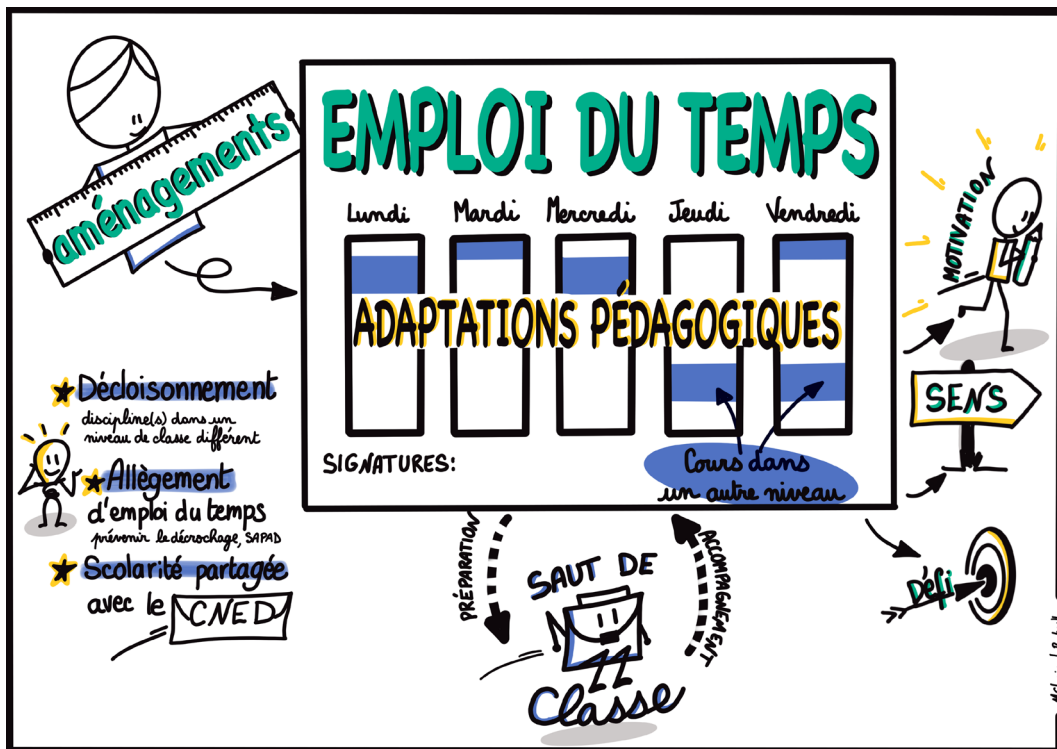 aménagements
EMPLOI DU TEMPS
Lundi Mardi Mercredi Jeudi Vendredi
ADAPTATIONS PÉDAGOGIQUES
SIGNATURES:
Cours dans
un autre niveau
★ Décloisonnement
discipline(s) dans un
niveau de classe différent
★ Allègement
d'emploi du temps
prévenir le décrochage, SAPAD
★ Scolarité partagée
avec le CNED
PRÉPARATION
SAUT DE
Classe
ACCOMPAGNEMENT
MOTIVATION
SENS
Défi